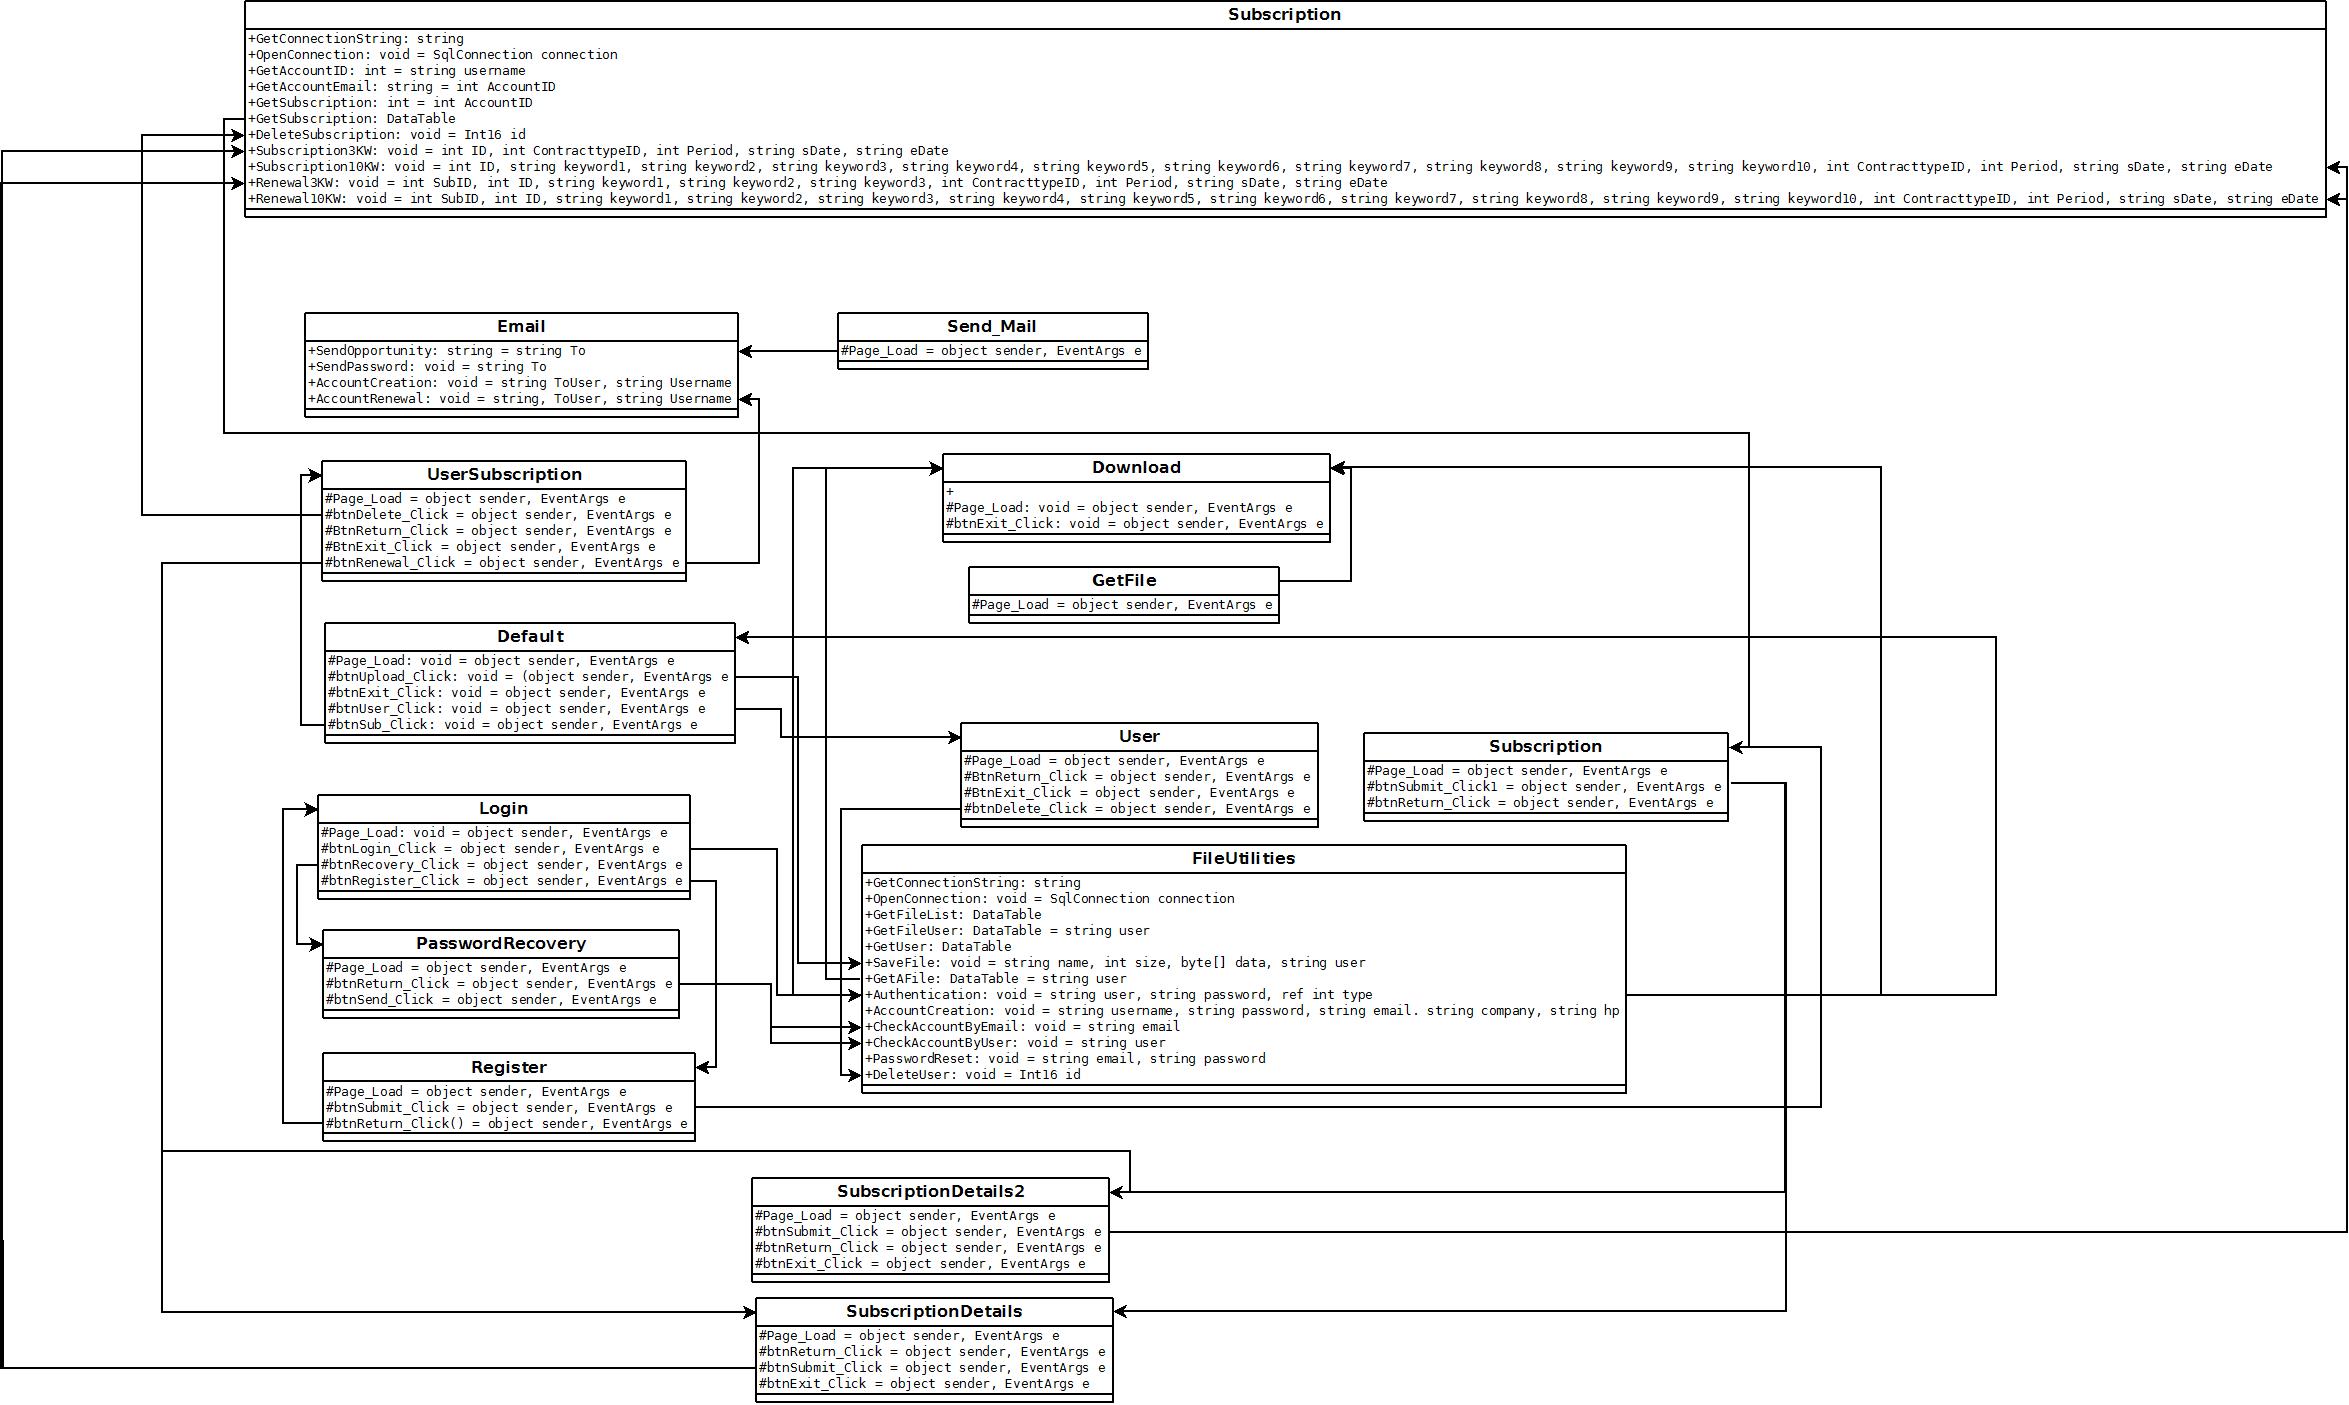 Subscription
+GetConnectionString: string
+OpenConnection: void = SqlConnection connection
+GetAccountID: int = string username
+GetAccountEmail: string = int AccountID
+GetSubscription: int = int AccountID
+GetSubscription: DataTable
+DeleteSubscription: void = Int16 id
+Subscription3KW: void = int ID, int ContracttypeID, int Period, string sDate, string eDate
+Subscription10KW: void = int ID, string keyword1, string keyword2, string keyword3, string keyword4, string keyword5, string keyword6, string keyword7, string keyword8, string keyword9, string keyword10, int ContracttypeID, int Period, string sDate, string eDate
+Renewal3KW: void = int SubID, int ID, string keyword1, string keyword2, string keyword3, int ContracttypeID, int Period, string sDate, string eDate
+Renewal10KW: void = int SubID, int ID, string keyword1, string keyword2, string keyword3, string keyword4, string keyword5, string keyword6, string keyword7, string keyword8, string keyword9, string keyword10, int ContracttypeID, int Period, string sDate, string eDate
Email
+SendOpportunity: string = string To
+SendPassword: void = string To
+AccountCreation: void = string ToUser, string Username
+AccountRenewal: void = string, ToUser, string Username
Send_Mail
#Page_Load = object sender, EventArgs e
UserSubscription
#Page_Load = object sender, EventArgs e
#btnDelete_Click = object sender, EventArgs e
#BtnReturn_Click = object sender, EventArgs e
#BtnExit_Click = object sender, EventArgs e
#btnRenewal_Click = object sender, EventArgs e
Download
+
#Page_Load: void = object sender, EventArgs e
#btnExit_Click: void = object sender, EventArgs e
GetFile
#Page_Load = object sender, EventArgs e
Default
#Page_Load: void = object sender, EventArgs e
#btnUpload_Click: void = (object sender, EventArgs e
#btnExit_Click: void = object sender, EventArgs e
#btnUser_Click: void = object sender, EventArgs e
#btnSub_Click: void = object sender, EventArgs e
User
#Page_Load = object sender, EventArgs e
#BtnReturn_Click = object sender, EventArgs e
#BtnExit_Click = object sender, EventArgs e
#btnDelete_Click = object sender, EventArgs e
Subscription
#Page_Load = object sender, EventArgs e
#btnSubmit_Click1 = object sender, EventArgs e
#btnReturn_Click = object sender, EventArgs e
Login
#Page_Load: void = object sender, EventArgs e
#btnLogin_Click = object sender, EventArgs e
#btnRecovery_Click = object sender, EventArgs e
#btnRegister_Click = object sender, EventArgs e
FileUtilities
+GetConnectionString: string
+OpenConnection: void = SqlConnection connection
+GetFileList: DataTable
+GetFileUser: DataTable = string user
+GetUser: DataTable
+SaveFile: void = string name, int size, byte[] data, string user
+GetAFile: DataTable = string user
+Authentication: void = string user, string password, ref int type
+AccountCreation: void = string username, string password, string email. string company, string hp
+CheckAccountByEmail: void = string email
+CheckAccountByUser: void = string user
+PasswordReset: void = string email, string password
+DeleteUser: void = Int16 id
PasswordRecovery
#Page_Load = object sender, EventArgs e
#btnReturn_Click = object sender, EventArgs e
#btnSend_Click = object sender, EventArgs e
Register
#Page_Load = object sender, EventArgs e
#btnSubmit_Click = object sender, EventArgs e
#btnReturn_Click() = object sender, EventArgs e
SubscriptionDetails2
#Page_Load = object sender, EventArgs e
#btnSubmit_Click = object sender, EventArgs e
#btnReturn_Click = object sender, EventArgs e
#btnExit_Click = object sender, EventArgs e
SubscriptionDetails
#Page_Load = object sender, EventArgs e
#btnReturn_Click = object sender, EventArgs e
#btnSubmit_Click = object sender, EventArgs e
#btnExit_Click = object sender, EventArgs e